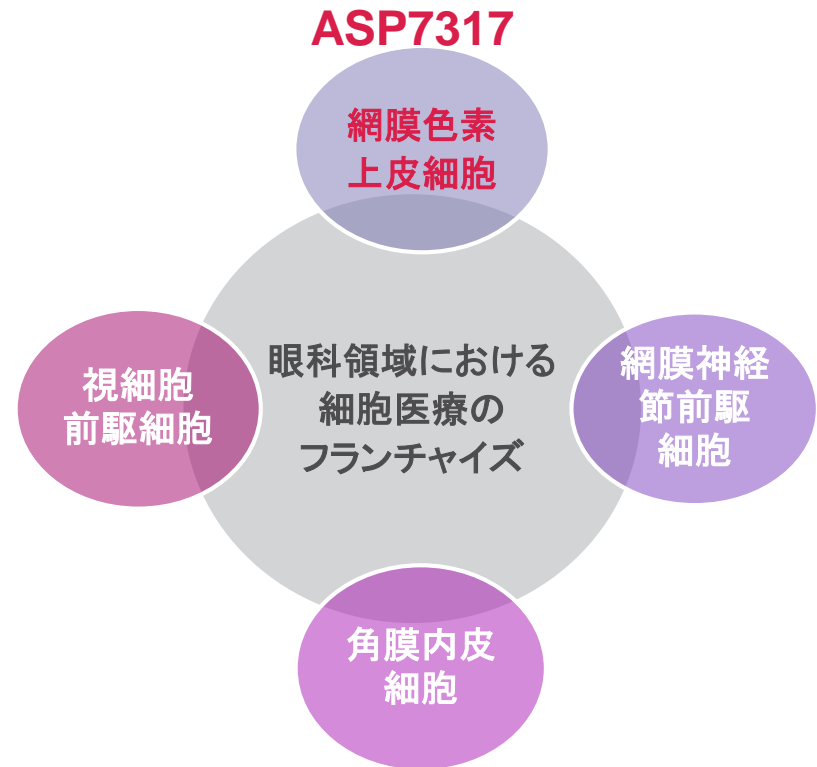 ASP7317
網膜色素
上皮細胞
眼科領域における
細胞医療の
フランチャイズ
視細胞
前駆細胞
網膜神経
節前駆
細胞
角膜内皮
細胞